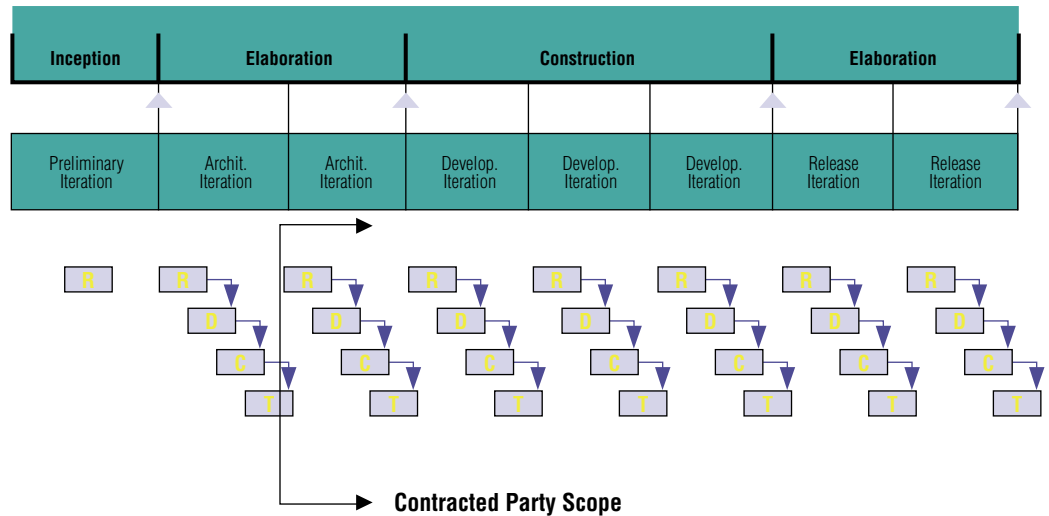 Inception Elaboration Construction Elaboration
Preliminary Archit. Archit. Develop. Develop. Develop. Release Release
Iteration Iteration Iteration Iteration Iteration Iteration Iteration Iteration
R R R R R R R R
D D D D D D D
C C C C C C C
T T T T T T T
Contracted Party Scope